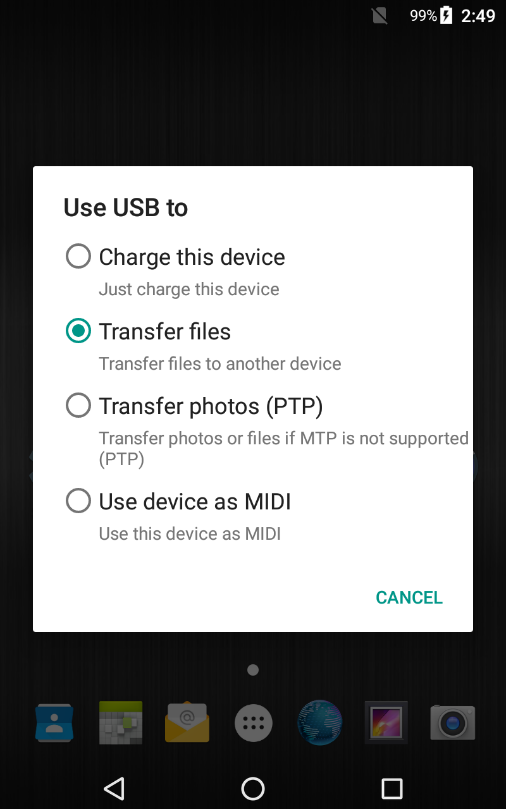 99% 2:49
Use USB to
Charge this device
Just charge this device
Transfer files
Transfer files to another device
Transfer photos (PTP)
Transfer photos or files if MTP is not supported
(PTP)
Use device as MIDI
Use this device as MIDI
CANCEL
@